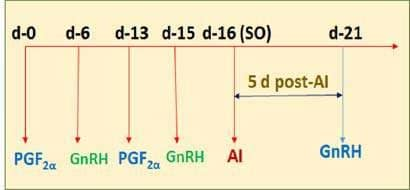 d-0 d-6 d-13 d-15 d-16 (SO) d-21
5 d post-AI
PGF2α GnRH PGF2α GnRH AI GnRH